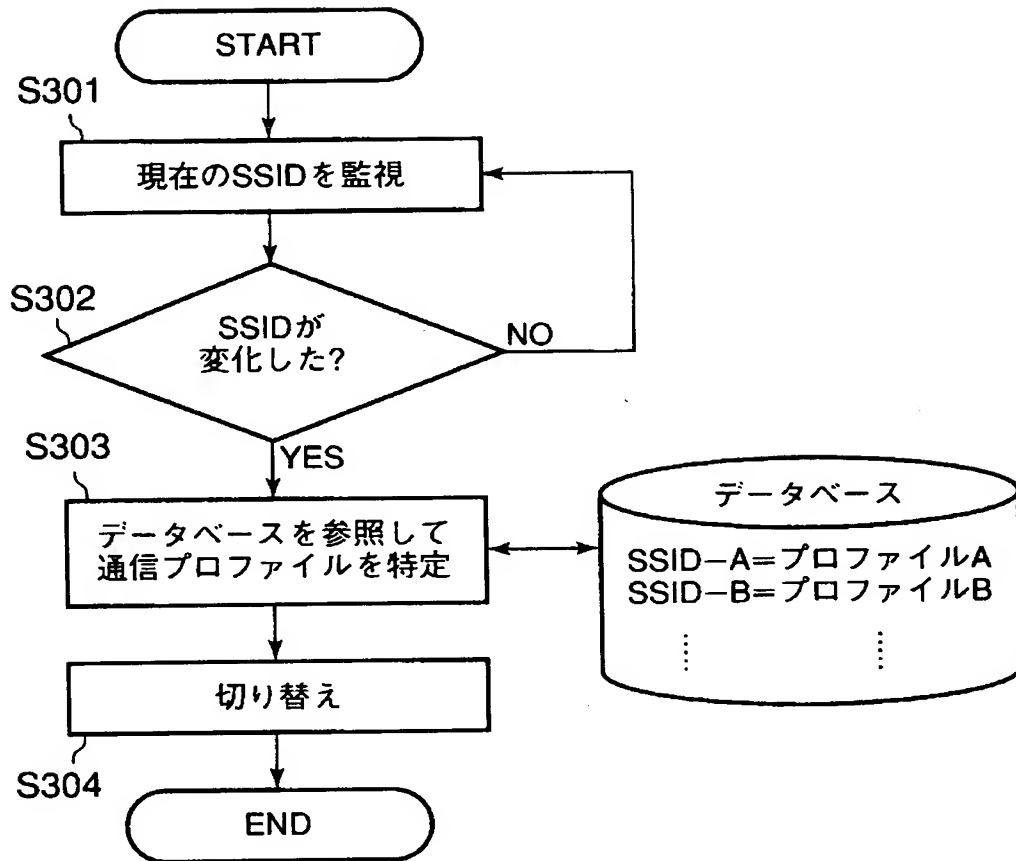 START
S301
現在のSSIDを監視
S302
SSIDが
変化した?
NO
YES
S303
データベースを参照して
通信プロファイルを特定
データベース
SSID-A=プロファイルA
SSID-B=プロファイルB
切り替え
S304
END